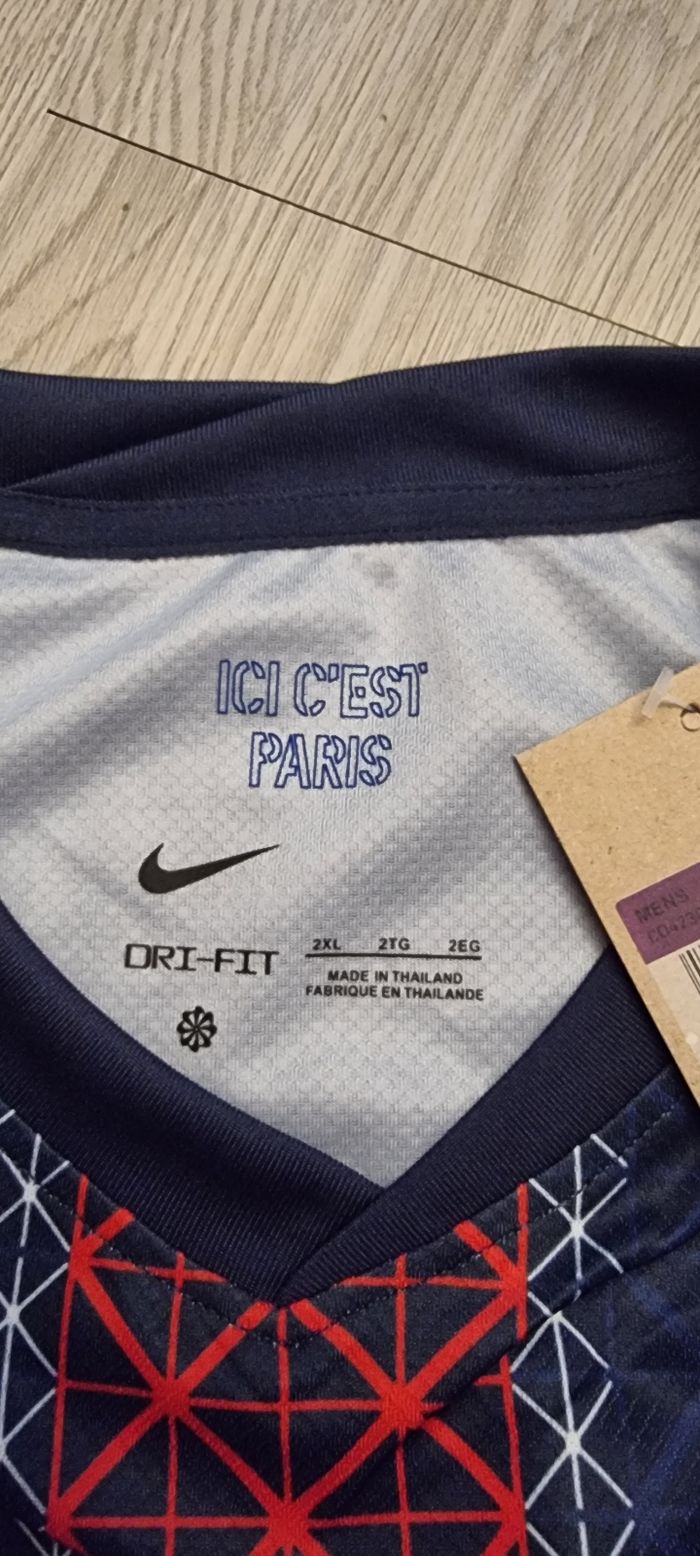 ICI C'EST
PARIS
DRI-FIT
2XL 2TG 2EG
MADE IN THAILAND
FABRIQUE EN THAILANDE
MENS